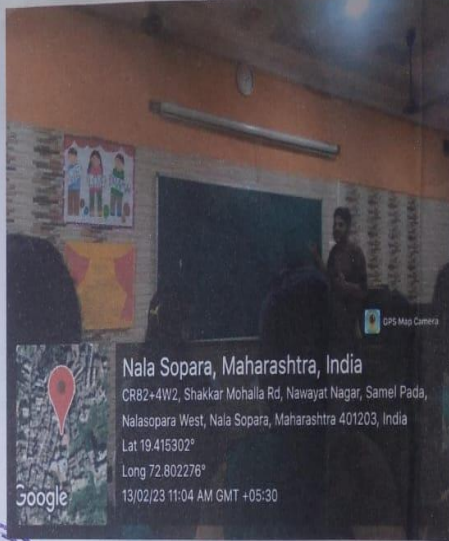 GPS Map Camera
Nala Sopara, Maharashtra, India
CR82+4W2, Shakkar Mohalla Rd, Nawayat Nagar, Samel Pada,
Nalasopara West, Nala Sopara, Maharashtra 401203, India
Lat 19.415302°
Long 72.802276°
13/02/23 11:04 AM GMT +05:30
Google